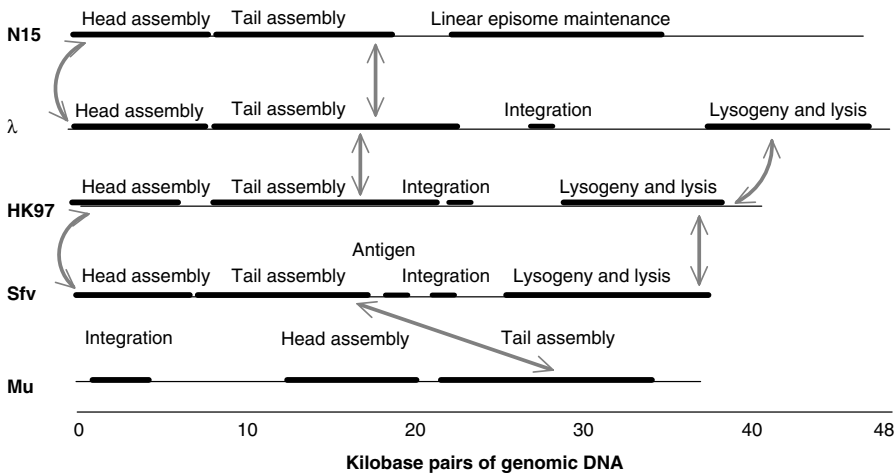 Head assembly Tail assembly Linear episome maintenance
N15
Integration Lysogeny and lysis
Head assembly Tail assembly
λ
Head assembly Tail assembly Integration Lysogeny and lysis
HK97
Antigen
Head assembly Tail assembly Integration Lysogeny and lysis
Sfv
Integration Head assembly Tail assembly
Mu
0 10 20 30 40 48
Kilobase pairs of genomic DNA